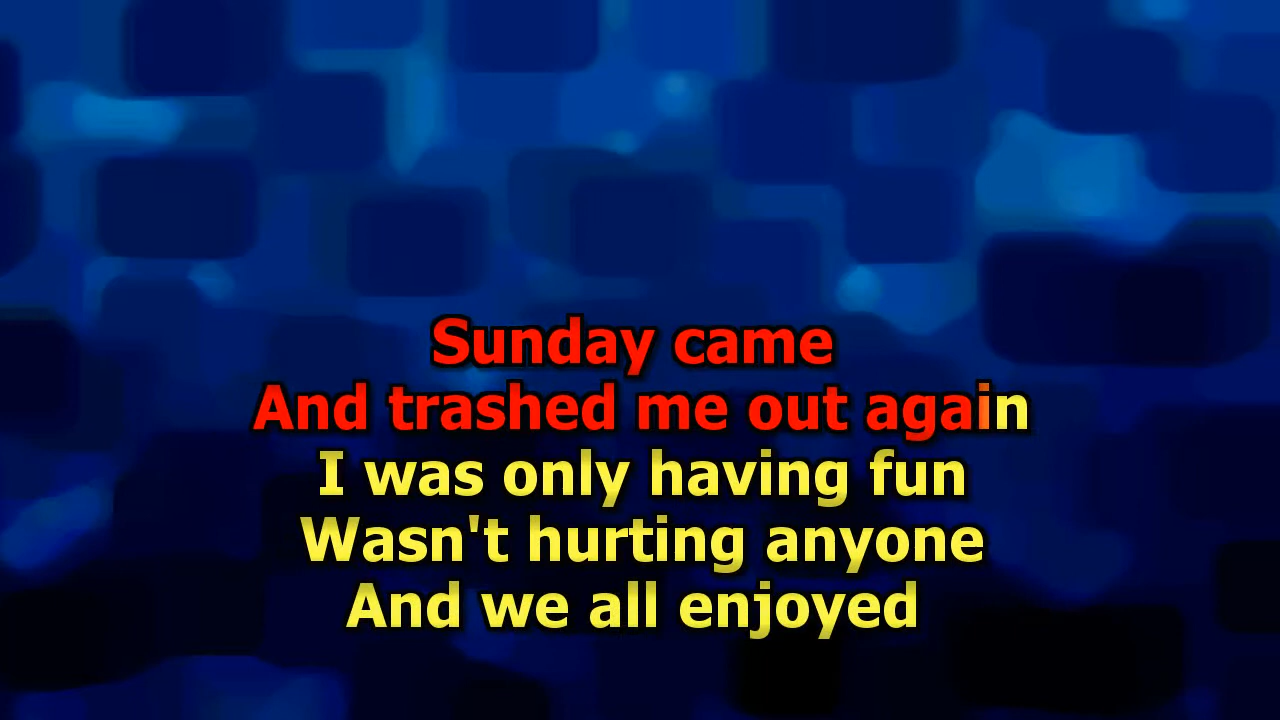 Sunday came
And trashed me out again
I was only having fun
Wasn't hurting anyone
And we all enjoyed